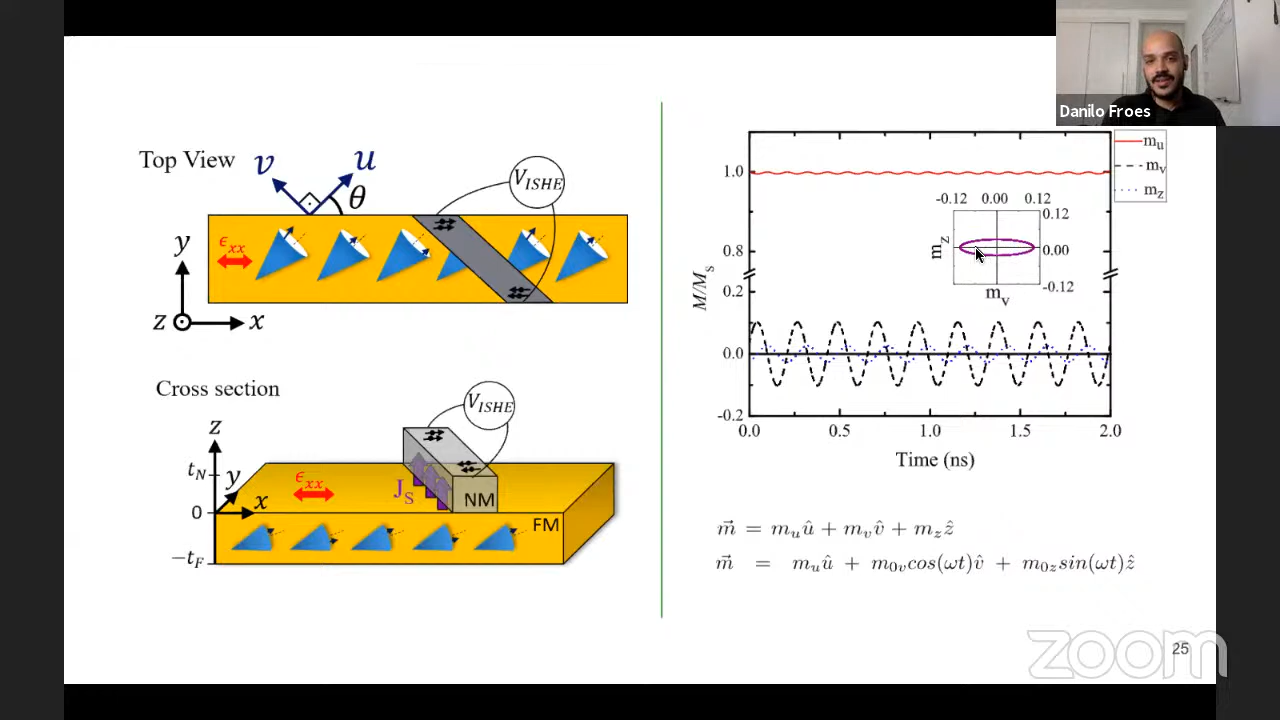 Danilo Froes
Top View
v
u
θ
V_ISHE
ϵ_xx
y
z
x
Cross section
V_ISHE
z
t_N
y
ϵ_xx
x
J_S
NM
0
FM
−t_F
m_u
m_v
m_z
1.0
0.8
0.2
0.0
-0.2
M/M_s
-0.12 0.00 0.12
0.12
0.00
-0.12
m_z
m_v
0.0 0.5 1.0 1.5 2.0
Time (ns)
m⃗ = m_u û + m_v v̂ + m_z ẑ
m⃗ = m_u û + m_0v cos(ωt)v̂ + m_0z sin(ωt)ẑ
zoom
25